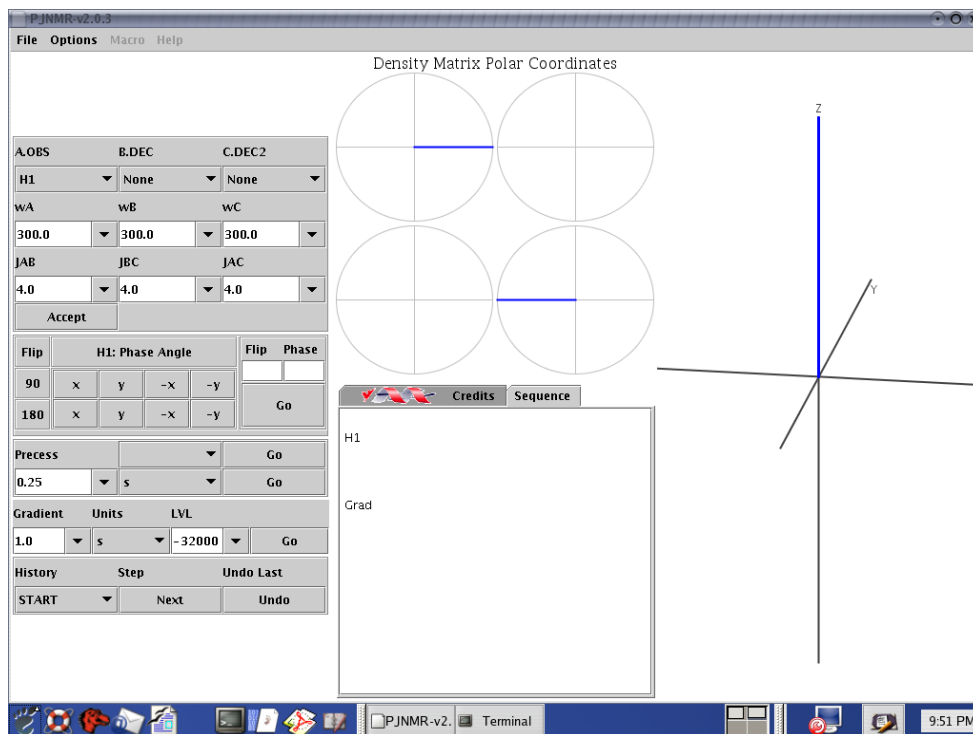 PJNMR-v2.0.3
File Options Macro Help
Density Matrix Polar Coordinates
A.OBS B.DEC C.DEC2
H1 None None
wA wB wC
300.0 300.0 300.0
JAB JBC JAC
4.0 4.0 4.0
Accept
Flip H1: Phase Angle Flip Phase
90 x y -x -y
Go
180 x y -x -y
Precess Go
0.25 s Go
Gradient Units LVL
1.0 s -32000 Go
History Step Undo Last
START Next Undo
Credits Sequence
H1
Grad
Z
Y
PJNMR-v2. Terminal 9:51 PM